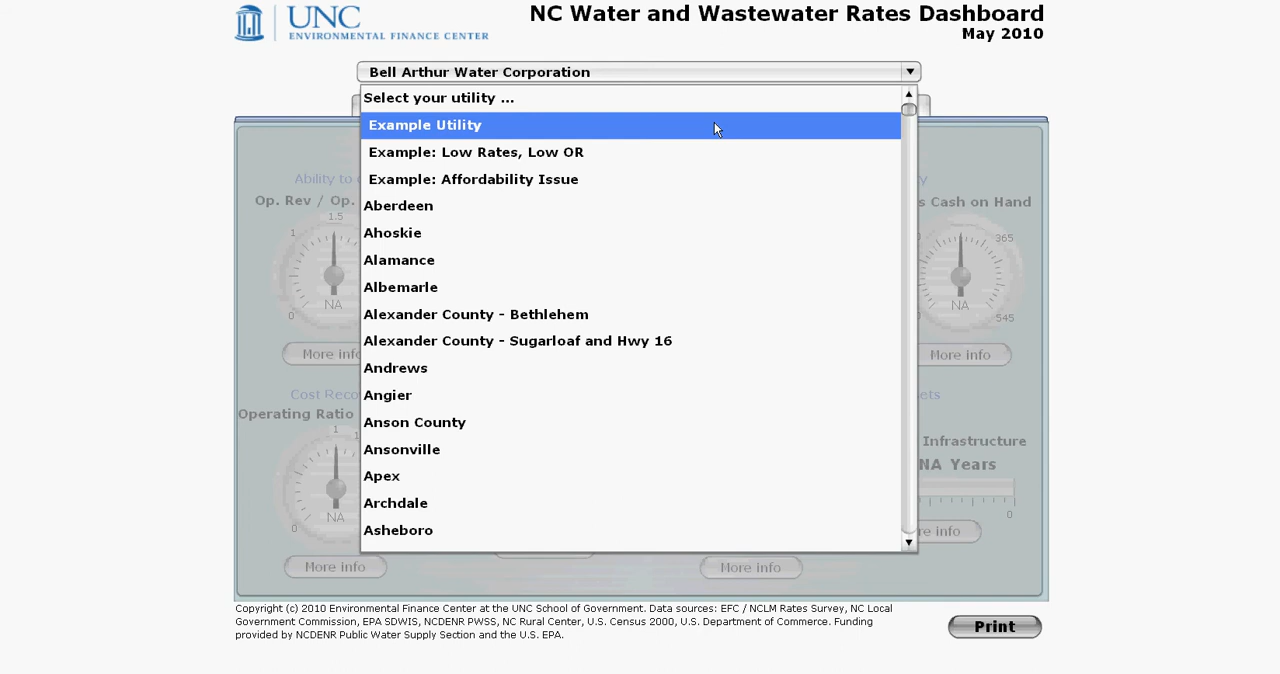 UNC
ENVIRONMENTAL FINANCE CENTER
NC Water and Wastewater Rates Dashboard
May 2010
Bell Arthur Water Corporation
Select your utility ...
Example Utility
Example: Low Rates, Low OR
Example: Affordability Issue
Aberdeen
Ahoskie
Alamance
Albemarle
Alexander County - Bethlehem
Alexander County - Sugarloaf and Hwy 16
Andrews
Angier
Anson County
Ansonville
Apex
Archdale
Asheboro
Ability to
Op. Rev / Op.
1.5
1
0
NA
More info
Cost Reco
Operating Ratio
1
0
NA
More info
s Cash on Hand
365
545
NA
More info
Infrastructure
NA Years
0
re info
More info
Copyright (c) 2010 Environmental Finance Center at the UNC School of Government. Data sources: EFC / NCLM Rates Survey, NC Local
Government Commission, EPA SDWIS, NCDENR PWSS, NC Rural Center, U.S. Census 2000, U.S. Department of Commerce. Funding
provided by NCDENR Public Water Supply Section and the U.S. EPA.
Print